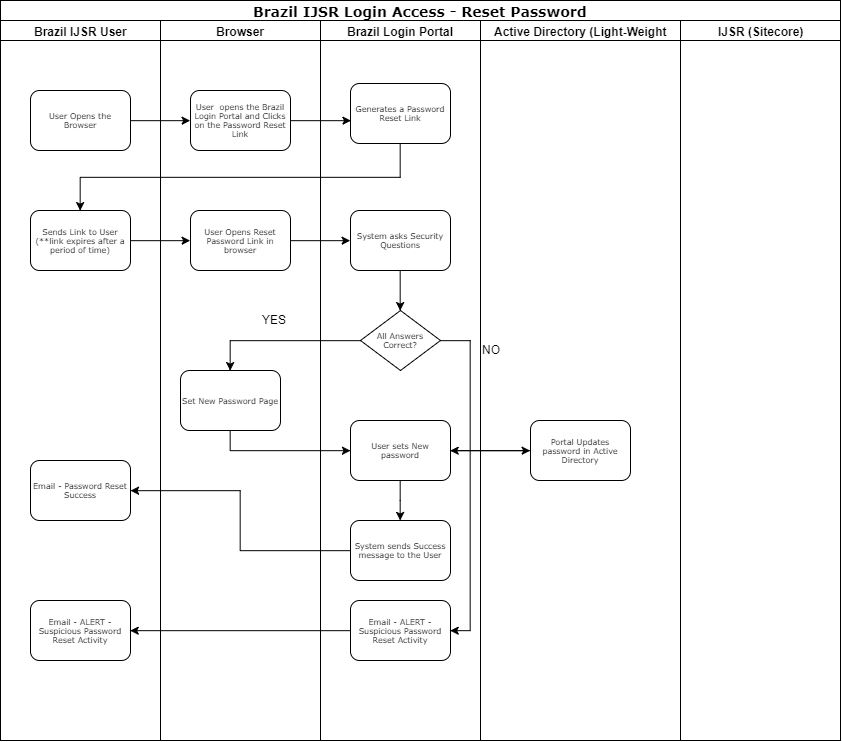 Brazil IJSR Login Access - Reset Password
Brazil IJSR User
Browser
Brazil Login Portal
Active Directory (Light-Weight
IJSR (Sitecore)
User Opens the
Browser
User opens the Brazil
Login Portal and Clicks
on the Password Reset
Link
Generates a Password
Reset Link
Sends Link to User
(**link expires after a
period of time)
User Opens Reset
Password Link in
browser
System asks Security
Questions
YES
All Answers
Correct?
NO
Set New Password Page
User sets New
password
Portal Updates
password in Active
Directory
Email - Password Reset
Success
System sends Success
message to the User
Email - ALERT -
Suspicious Password
Reset Activity
Email - ALERT -
Suspicious Password
Reset Activity